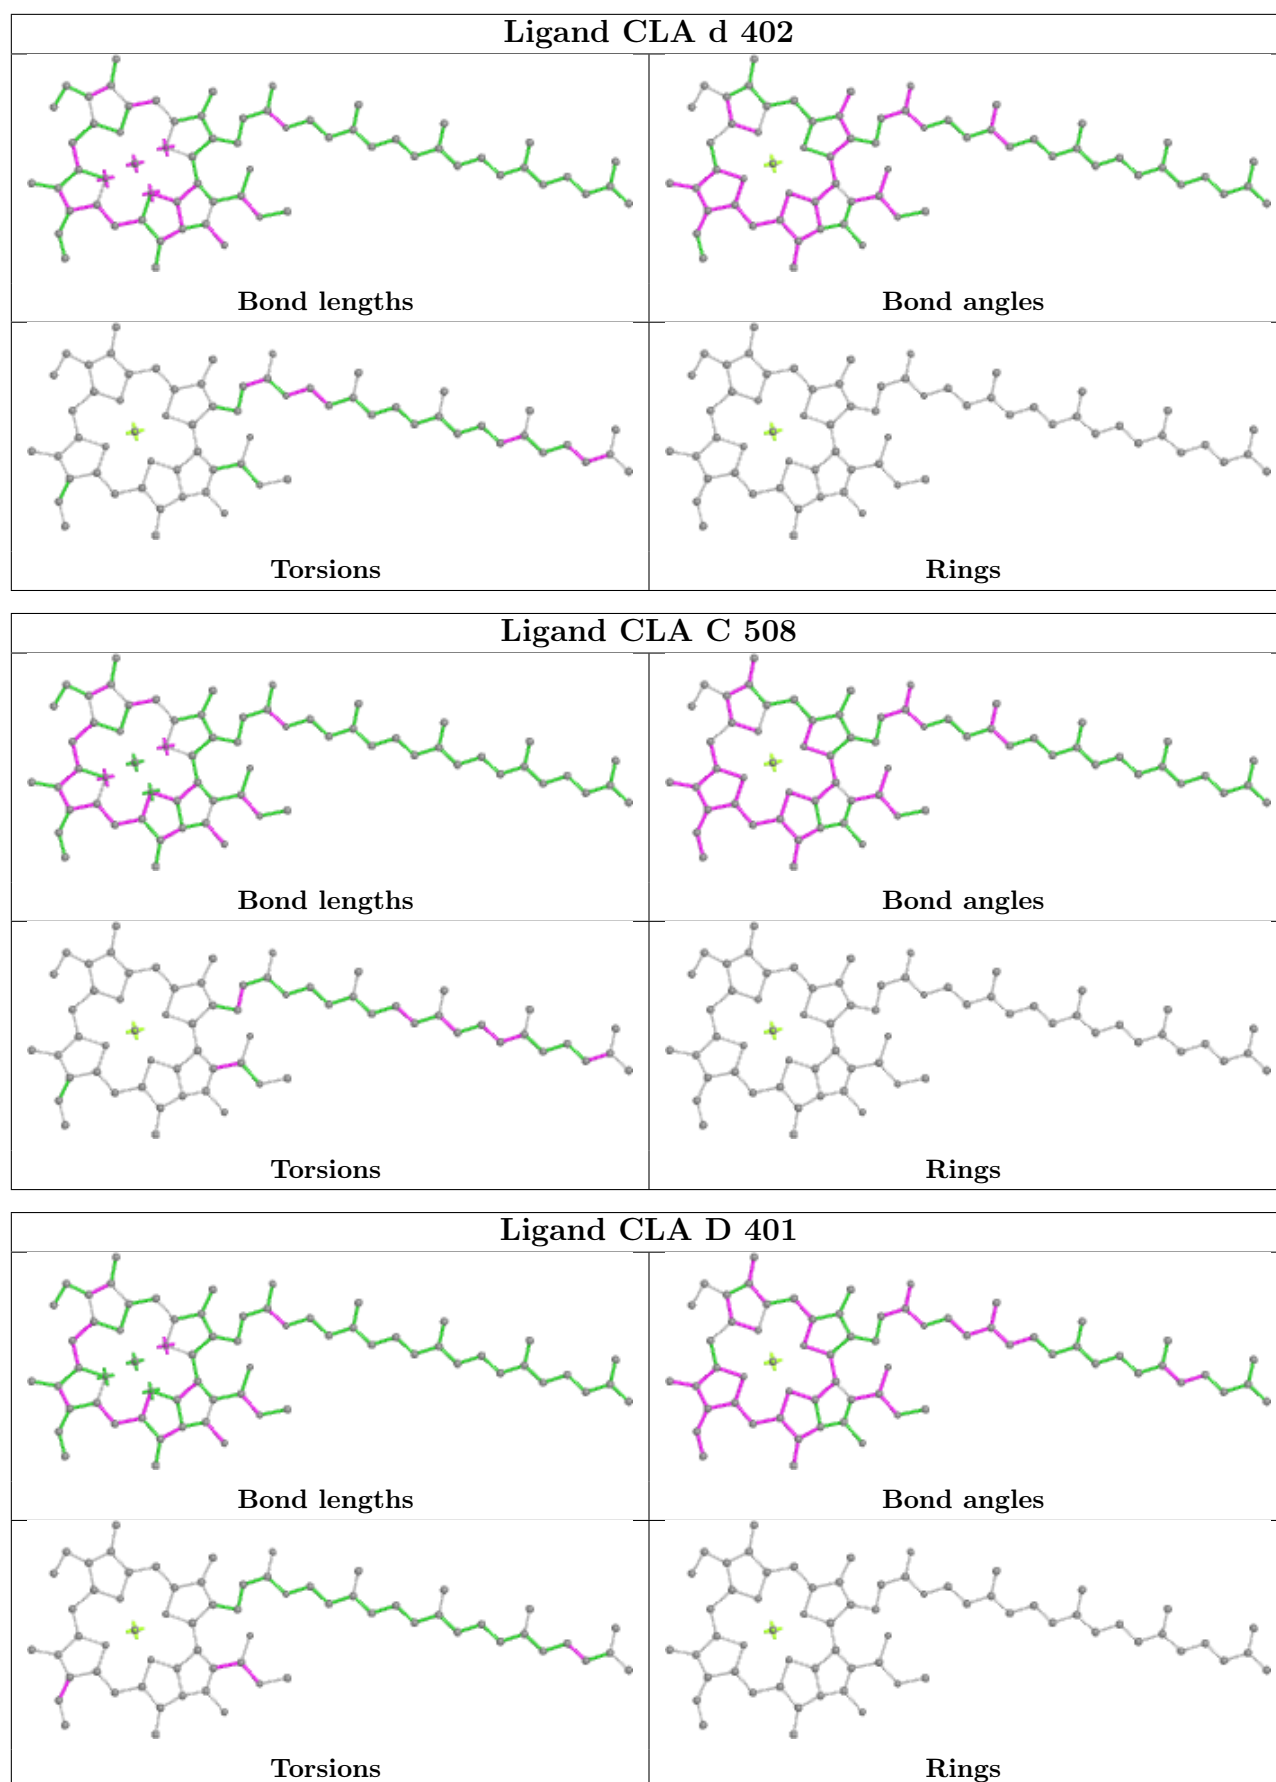 Ligand CLA d 402
Bond lengths
Bond angles
Torsions
Rings
Ligand CLA C 508
Bond lengths
Bond angles
Torsions
Rings
Ligand CLA D 401
Bond lengths
Bond angles
Torsions
Rings